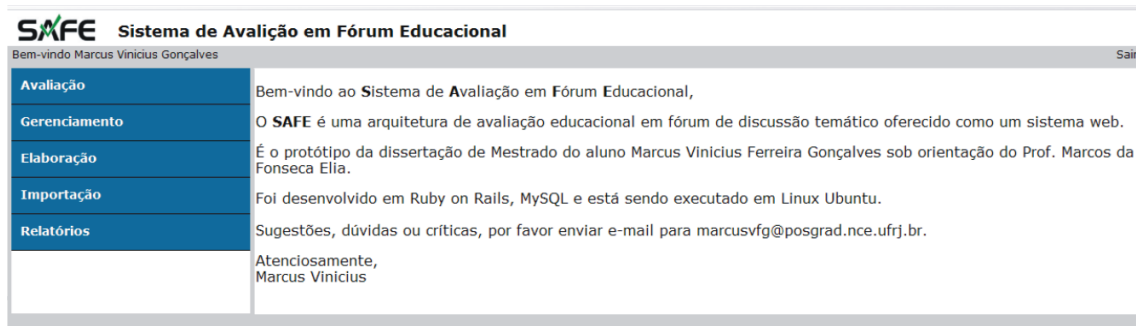 SAFE Sistema de Avalição em Fórum Educacional
Bem-vindo Marcus Vinicius Gonçalves Sair
Avaliação
Gerenciamento
Elaboração
Importação
Relatórios
Bem-vindo ao Sistema de Avaliação em Fórum Educacional,
O SAFE é uma arquitetura de avaliação educacional em fórum de discussão temático oferecido como um sistema web.
É o protótipo da dissertação de Mestrado do aluno Marcus Vinicius Ferreira Gonçalves sob orientação do Prof. Marcos da
Fonseca Elia.
Foi desenvolvido em Ruby on Rails, MySQL e está sendo executado em Linux Ubuntu.
Sugestões, dúvidas ou críticas, por favor enviar e-mail para marcusvfg@posgrad.nce.ufrj.br.
Atenciosamente,
Marcus Vinicius